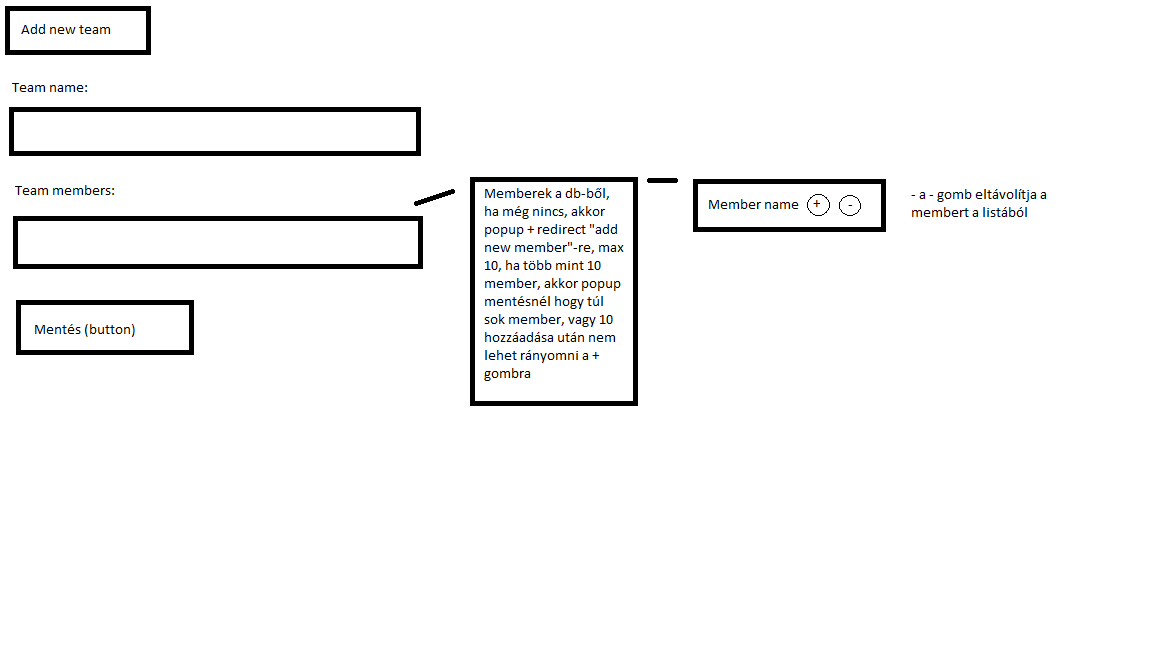 Add new team
Team name:
Team members:
Mentés (button)
Memberek a db-ből,
ha még nincs, akkor
popup + redirect "add
new member"-re, max
10, ha több mint 10
member, akkor popup
mentésnél hogy túl
sok member, vagy 10
hozzáadása után nem
lehet rányomni a +
gombra
Member name + -
- a - gomb eltávolítja a
membert a listából